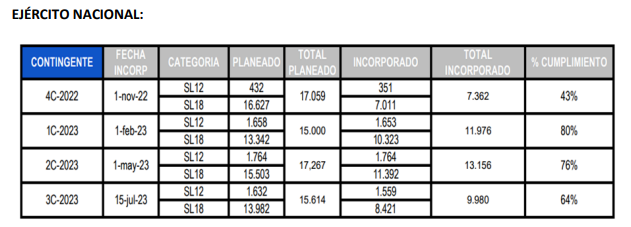 EJÉRCITO NACIONAL:
CONTINGENTE FECHA INCORP CATEGORIA PLANEADO TOTAL PLANEADO INCORPORADO TOTAL INCORPORADO % CUMPLIMIENTO
4C-2022 1-nov-22 SL12 432 17.059 351 7.362 43%
SL18 16.627 7.011
1C-2023 1-feb-23 SL12 1.658 15.000 1.653 11.976 80%
SL18 13.342 10.323
2C-2023 1-may-23 SL12 1.764 17,267 1.764 13.156 76%
SL18 15.503 11.392
3C-2023 15-jul-23 SL12 1.632 15.614 1.559 9.980 64%
SL18 13.982 8.421